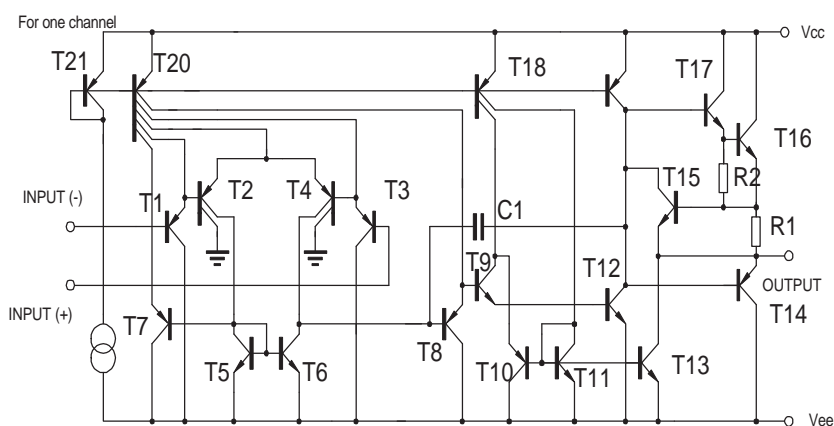 For one channel
Vcc
T21
T20
T18
T17
T16
INPUT (-)
T1
T2
T4
T3
C1
T15
R2
R1
T9
T12
OUTPUT
INPUT (+)
T7
T8
T14
T5
T6
T10
T11
T13
Vee